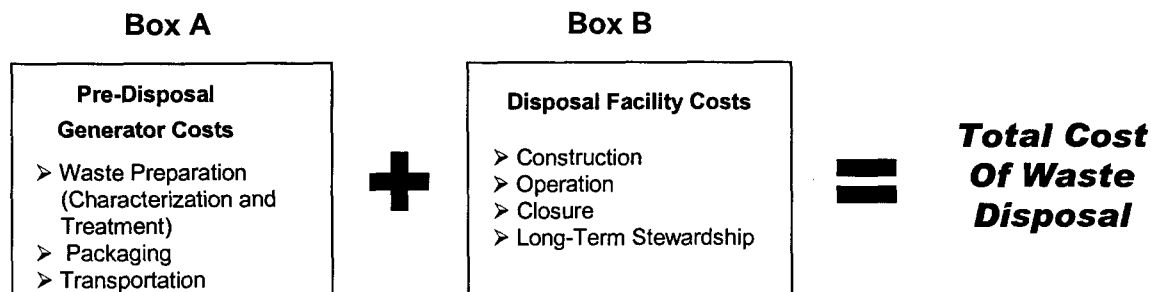 Box A
Pre-Disposal
Generator Costs
➢ Waste Preparation
(Characterization and
Treatment)
➢ Packaging
➢ Transportation
+
Box B
Disposal Facility Costs
➢ Construction
➢ Operation
➢ Closure
➢ Long-Term Stewardship
=
Total Cost
Of Waste
Disposal